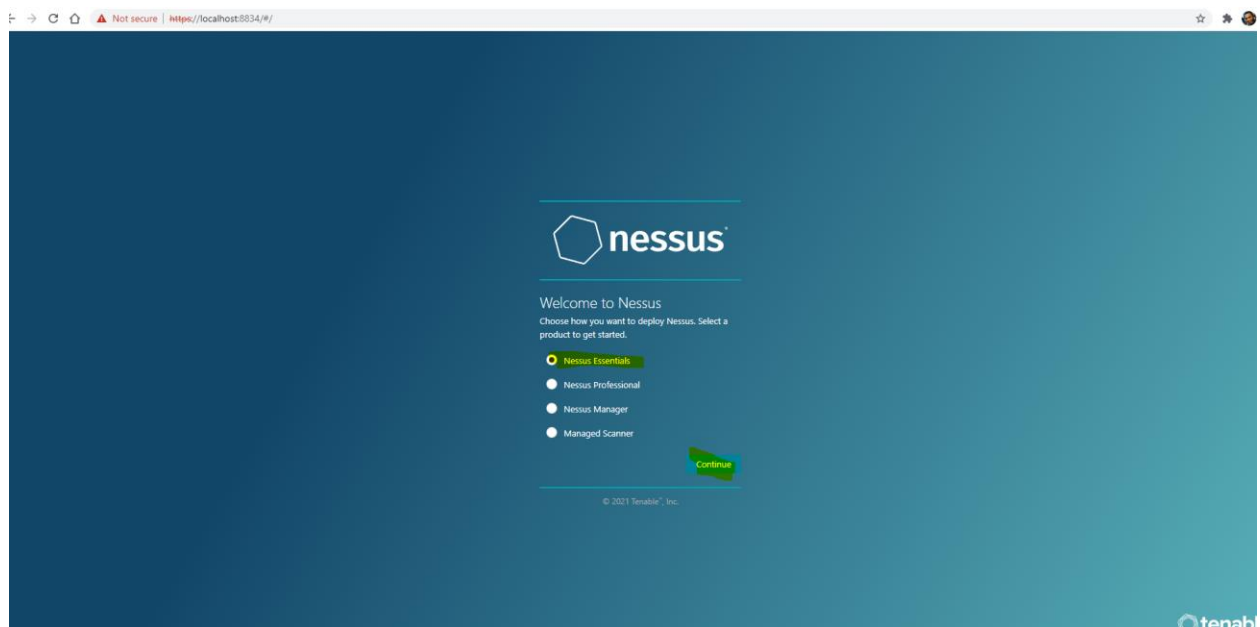 Not secure | https://localhost:8834/#/
nessus
Welcome to Nessus
Choose how you want to deploy Nessus. Select a
product to get started.
Nessus Essentials
Nessus Professional
Nessus Manager
Managed Scanner
Continue
© 2021 Tenable™, Inc.
tenabl